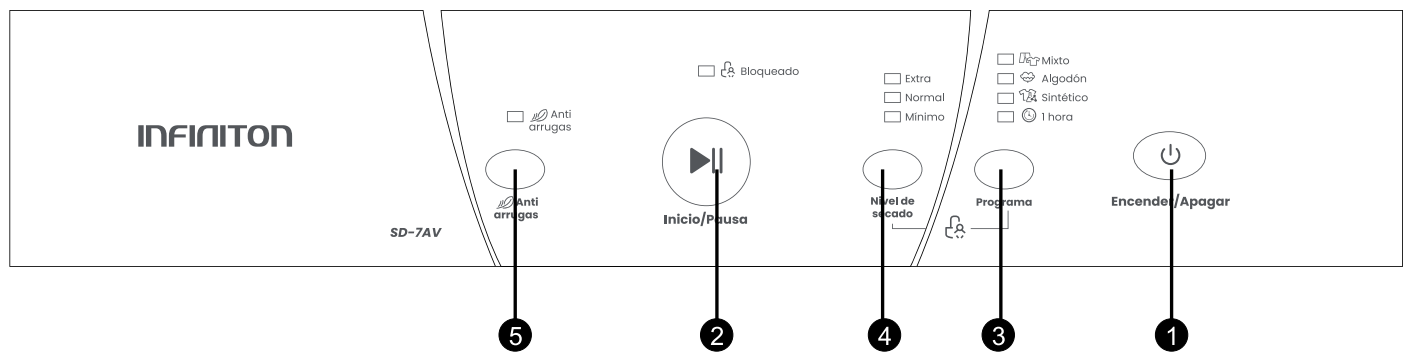 INFINITON
SD-7AV
Anti
arrugas
Anti
arrugas
Bloqueado
Inicio/Pausa
Extra
Normal
Mínimo
Nivel de
secado
Mixto
Algodón
Sintético
1 hora
Programa
Encender/Apagar
5
2
4
3
1